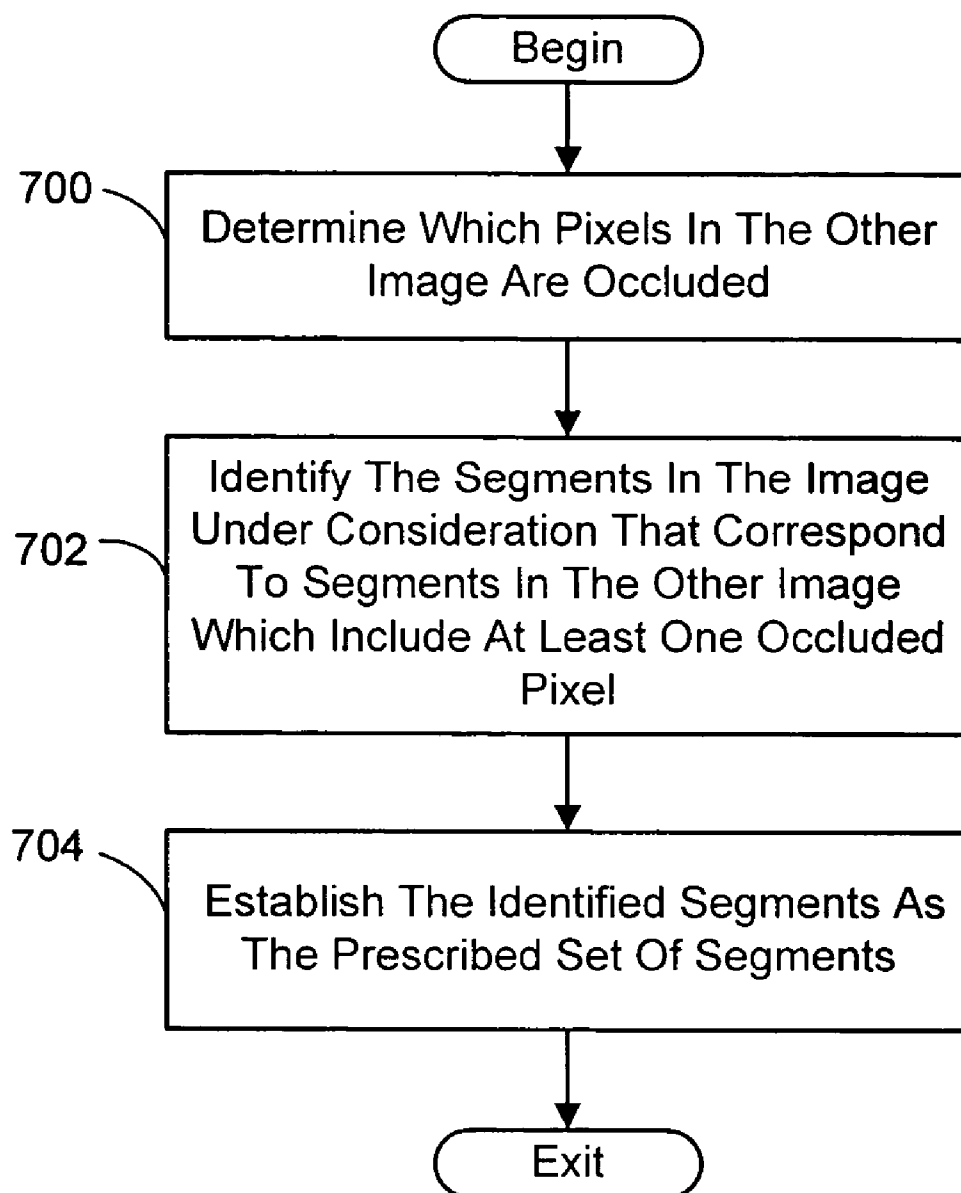 Begin
700
Determine Which Pixels In The Other
Image Are Occluded
702
Identify The Segments In The Image
Under Consideration That Correspond
To Segments In The Other Image
Which Include At Least One Occluded
Pixel
704
Establish The Identified Segments As
The Prescribed Set Of Segments
Exit